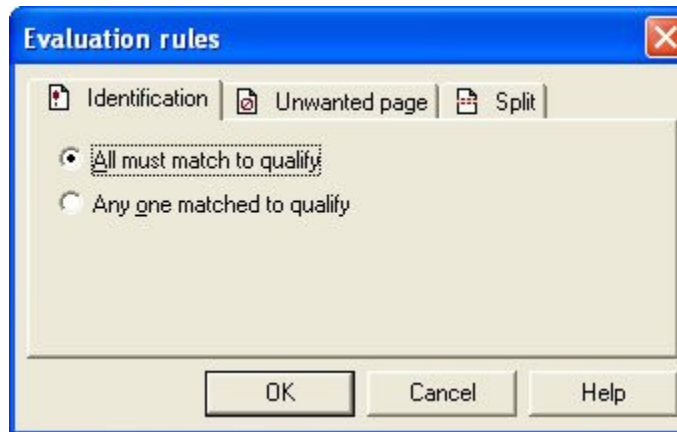 Evaluation rules
Identification Unwanted page Split
All must match to qualify
Any one matched to qualify
OK Cancel Help